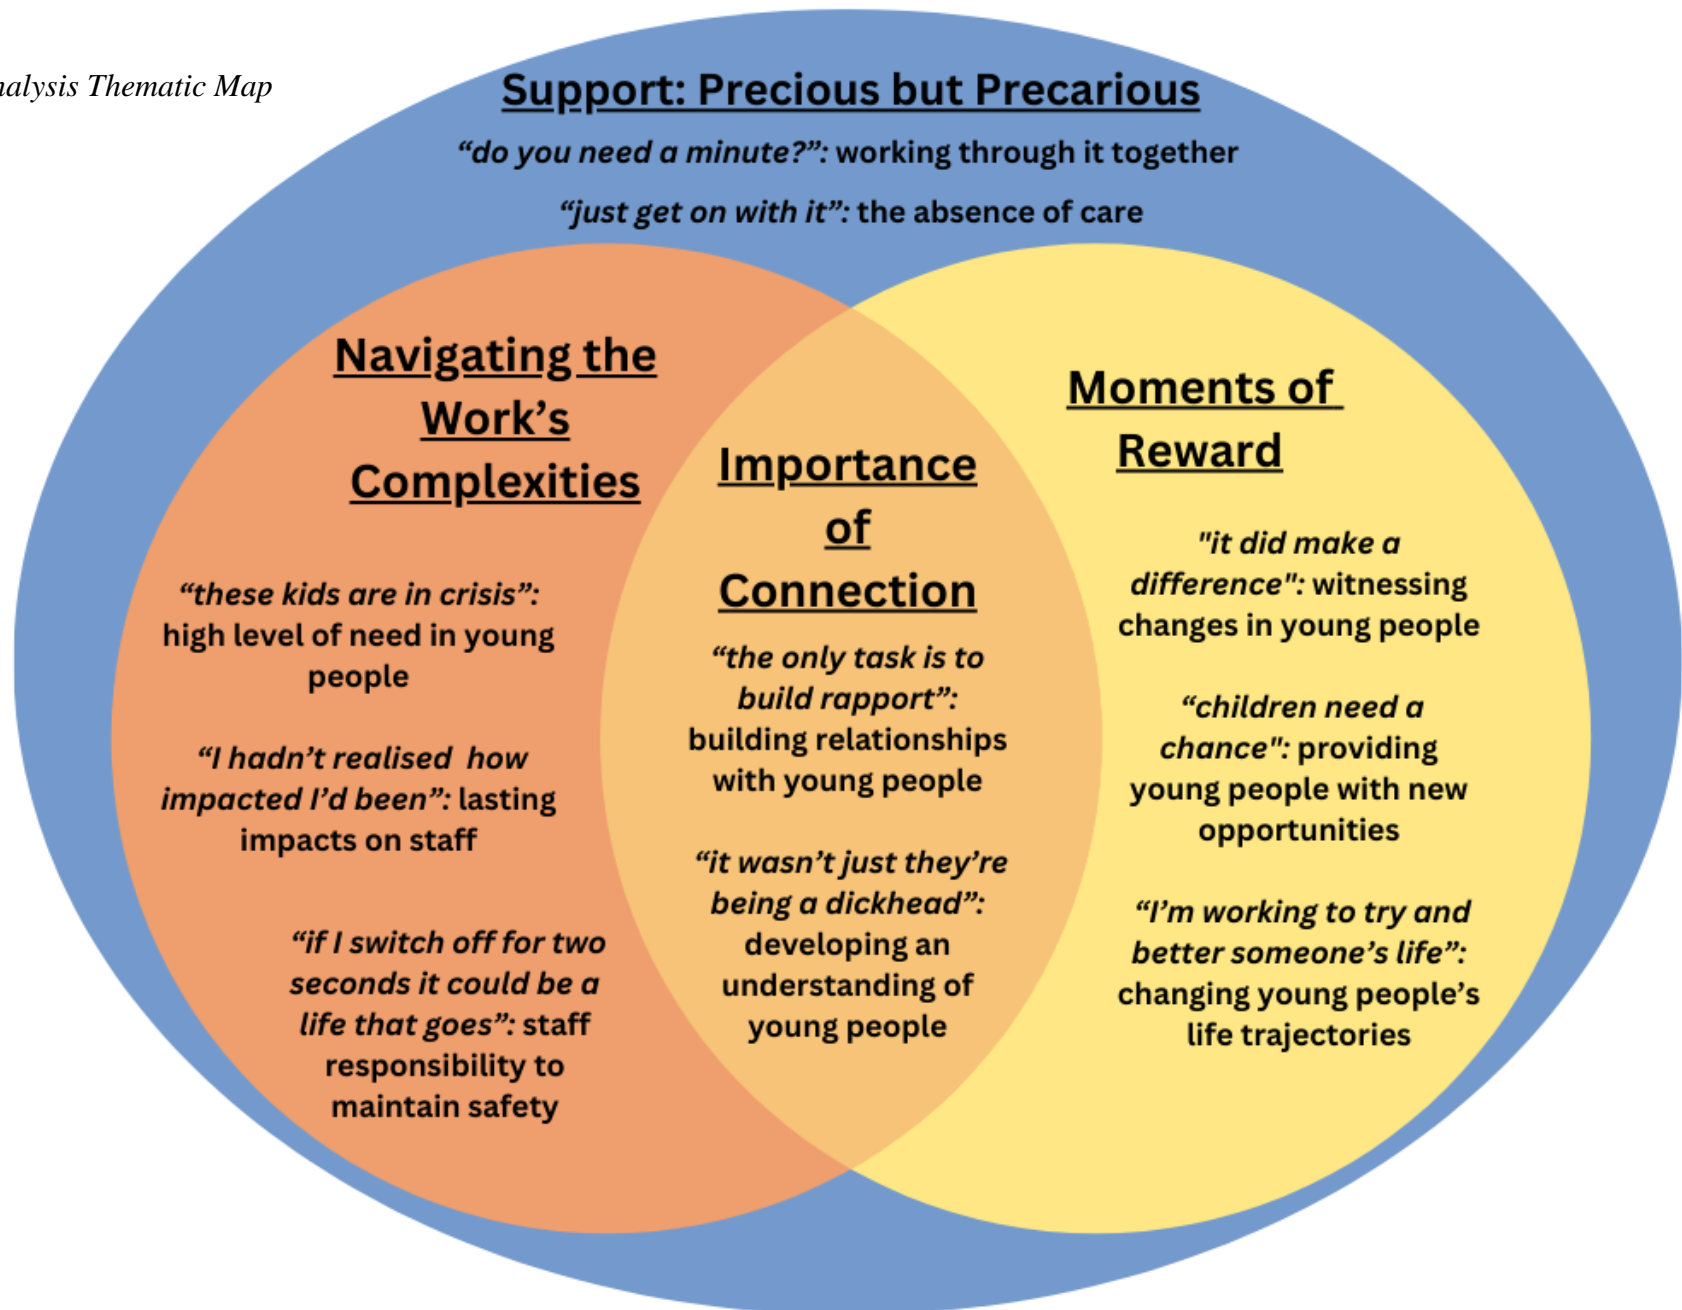 Thematic Map
Support: Precious but Precarious
“do you need a minute?”: working through it together
“just get on with it”: the absence of care
Navigating the
Work’s
Complexities
“these kids are in crisis”:
high level of need in young
people
“I hadn’t realised how
impacted I’d been”: lasting
impacts on staff
“if I switch off for two
seconds it could be a
life that goes”: staff
responsibility to
maintain safety
Importance
of
Connection
“the only task is to
build rapport”:
building relationships
with young people
“it wasn’t just they’re
being a dickhead”:
developing an
understanding of
young people
Moments of
Reward
"it did make a
difference": witnessing
changes in young people
“children need a
chance": providing
young people with new
opportunities
“I’m working to try and
better someone’s life”:
changing young people’s
life trajectories